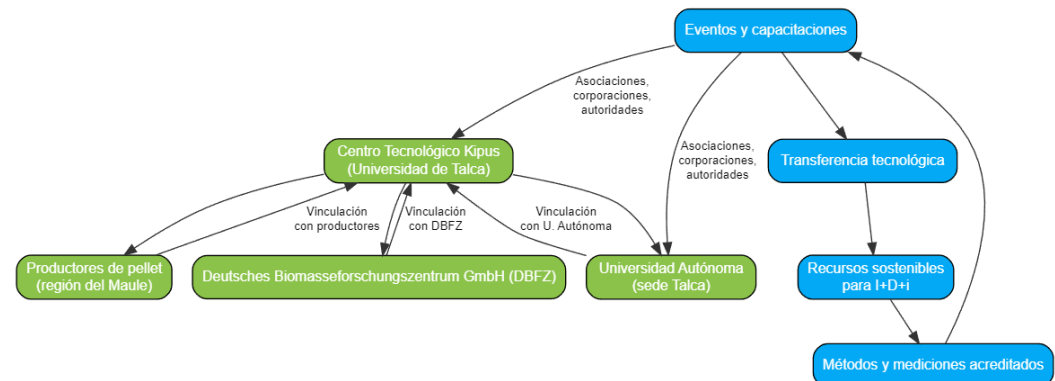 Eventos y capacitaciones
Asociaciones,
corporaciones,
autoridades
Centro Tecnológico Kipus
(Universidad de Talca)
Asociaciones,
corporaciones,
autoridades
Transferencia tecnológica
Vinculación
con productores
Vinculación
con DBFZ
Vinculación
con U. Autónoma
Productores de pellet
(región del Maule)
Deutsches Biomasseforschungszentrum GmbH (DBFZ)
Universidad Autónoma
(sede Talca)
Recursos sostenibles
para I+D+i
Métodos y mediciones acreditados